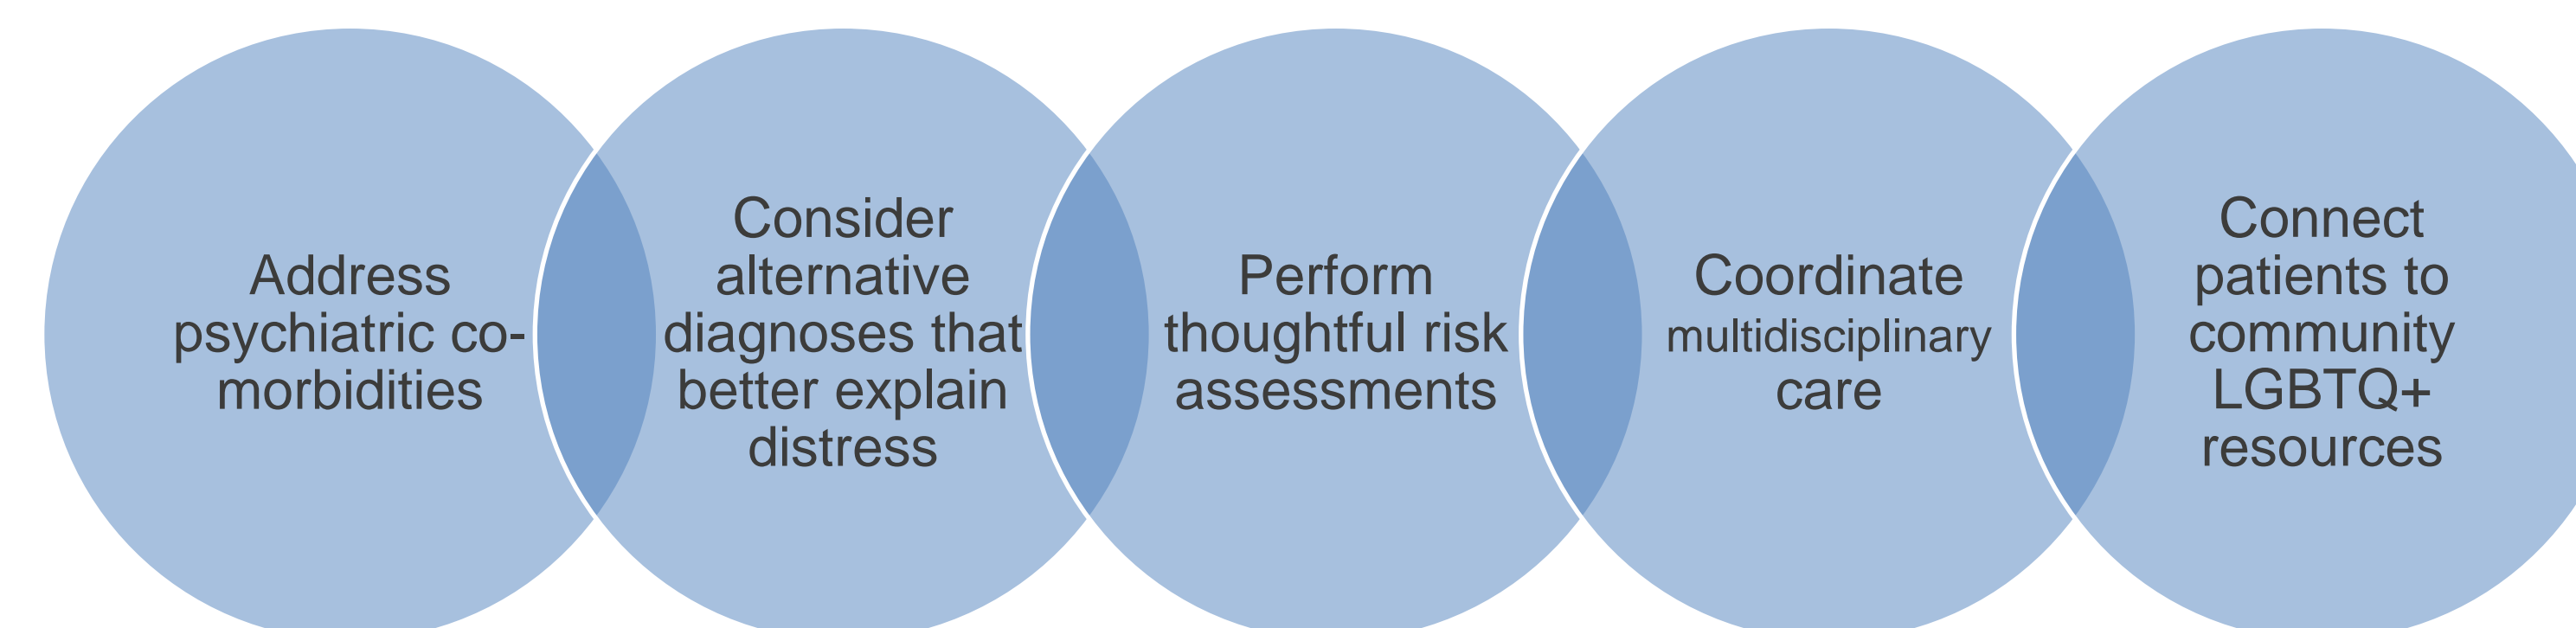 Address
psychiatric co-
morbidities
Consider
alternative
diagnoses that
better explain
distress
Perform
thoughtful risk
assessments
Coordinate
multidisciplinary
care
Connect
patients to
community
LGBTQ+
resources